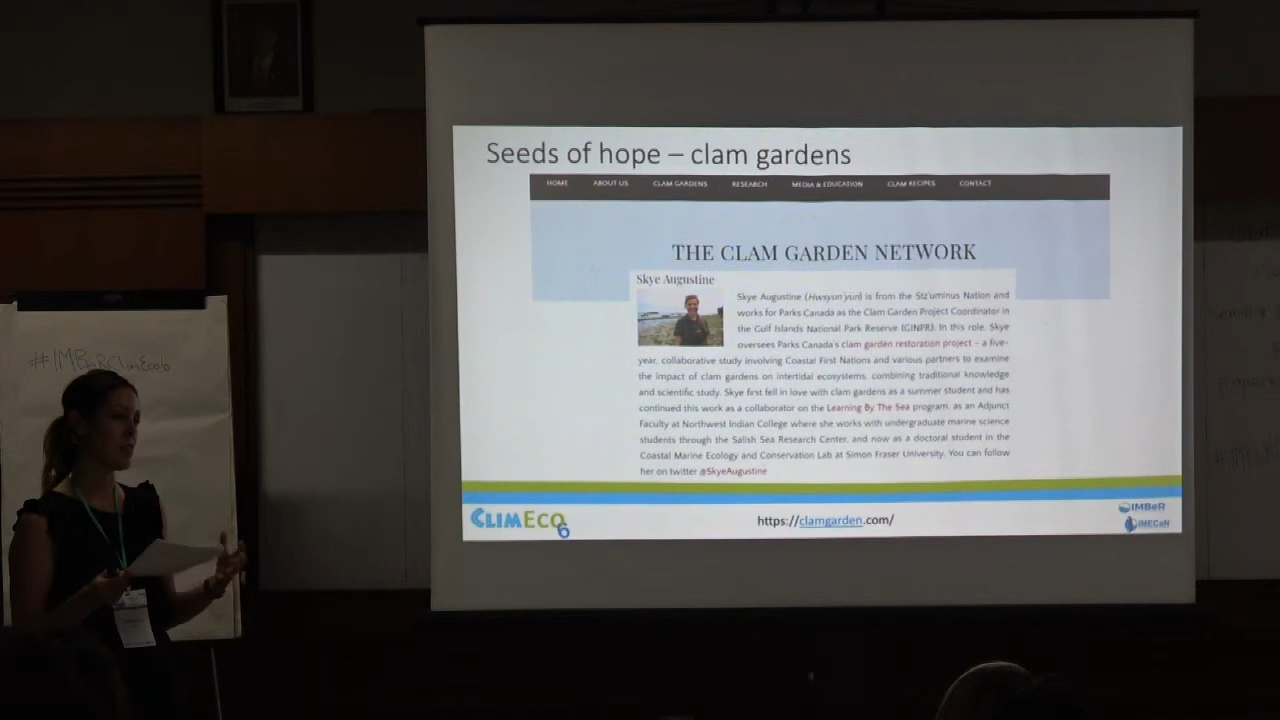 Seeds of hope – clam gardens
HOME ABOUT US CLAM GARDENS RESEARCH MEDIA & EDUCATION CLAM RECIPES CONTACT
THE CLAM GARDEN NETWORK
Skye Augustine
Skye Augustine (Hwsyun'yun) is from the Stz'uminus Nation and
works for Parks Canada as the Clam Garden Project Coordinator in
the Gulf Islands National Park Reserve (GINPR). In this role, Skye
oversees Parks Canada's clam garden restoration project – a five-
year, collaborative study involving Coastal First Nations and various partners to examine
the impact of clam gardens on intertidal ecosystems, combining traditional knowledge
and scientific study. Skye first fell in love with clam gardens as a summer student and has
continued this work as a collaborator on the Learning By The Sea program, as an Adjunct
Faculty at Northwest Indian College where she works with undergraduate marine science
students through the Salish Sea Research Center, and now as a doctoral student in the
Coastal Marine Ecology and Conservation Lab at Simon Fraser University. You can follow
her on twitter @SkyeAugustine
CLIMECO6
https://clamgarden.com/
IMBeR
IMECaN
#IMBeRClimEco6